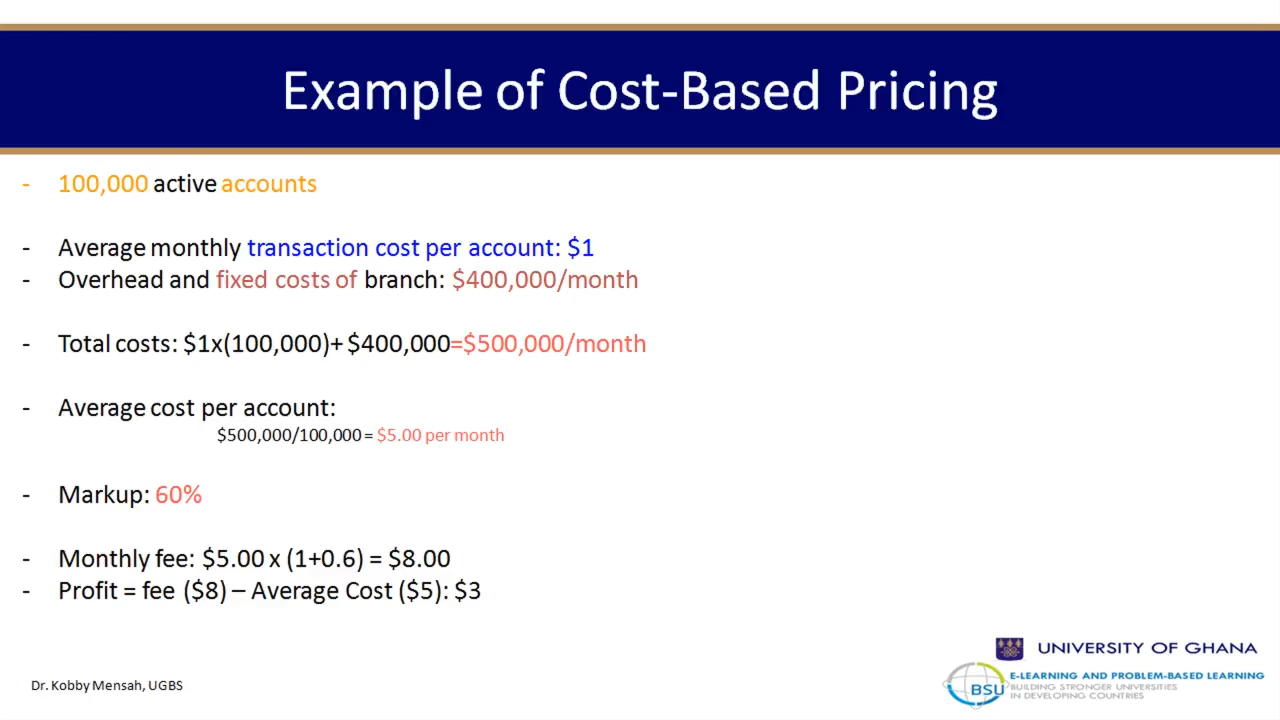 Example of Cost-Based Pricing
- 100,000 active accounts
- Average monthly transaction cost per account: $1
- Overhead and fixed costs of branch: $400,000/month
- Total costs: $1x(100,000)+ $400,000=$500,000/month
- Average cost per account:
$500,000/100,000 = $5.00 per month
- Markup: 60%
- Monthly fee: $5.00 x (1+0.6) = $8.00
- Profit = fee ($8) – Average Cost ($5): $3
UNIVERSITY OF GHANA
Dr. Kobby Mensah, UGBS
BSU
E-LEARNING AND PROBLEM-BASED LEARNING
BUILDING STRONGER UNIVERSITIES
IN DEVELOPING COUNTRIES